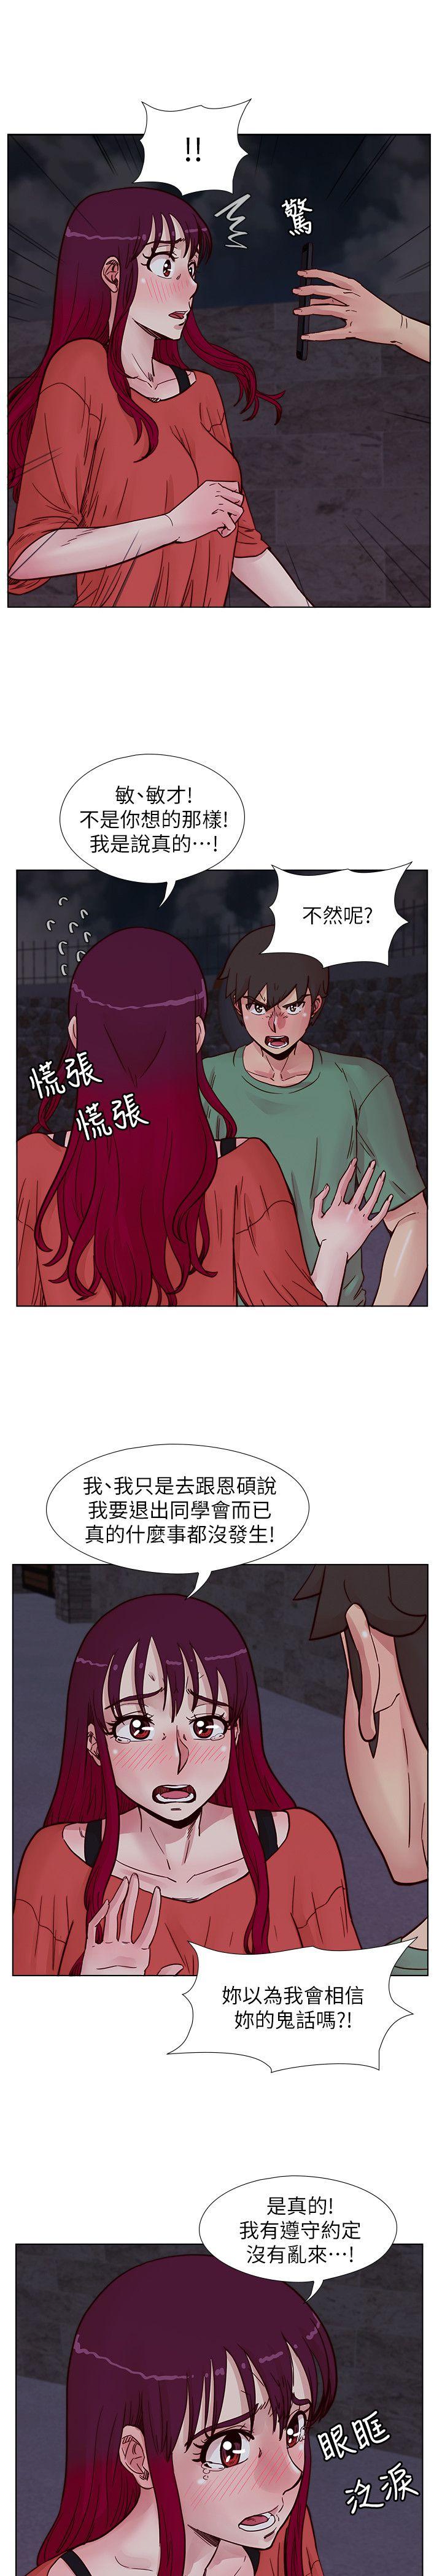 !!
驚
敏、敏才!
不是你想的那樣!
我是說真的…!
不然呢?
慌張
慌張
我、我只是去跟恩碩說
我要退出同學會而已
真的什麼事都沒發生!
妳以為我會相信
妳的鬼話嗎?!
是真的!
我有遵守約定
沒有亂來…!
眼眶
泛淚